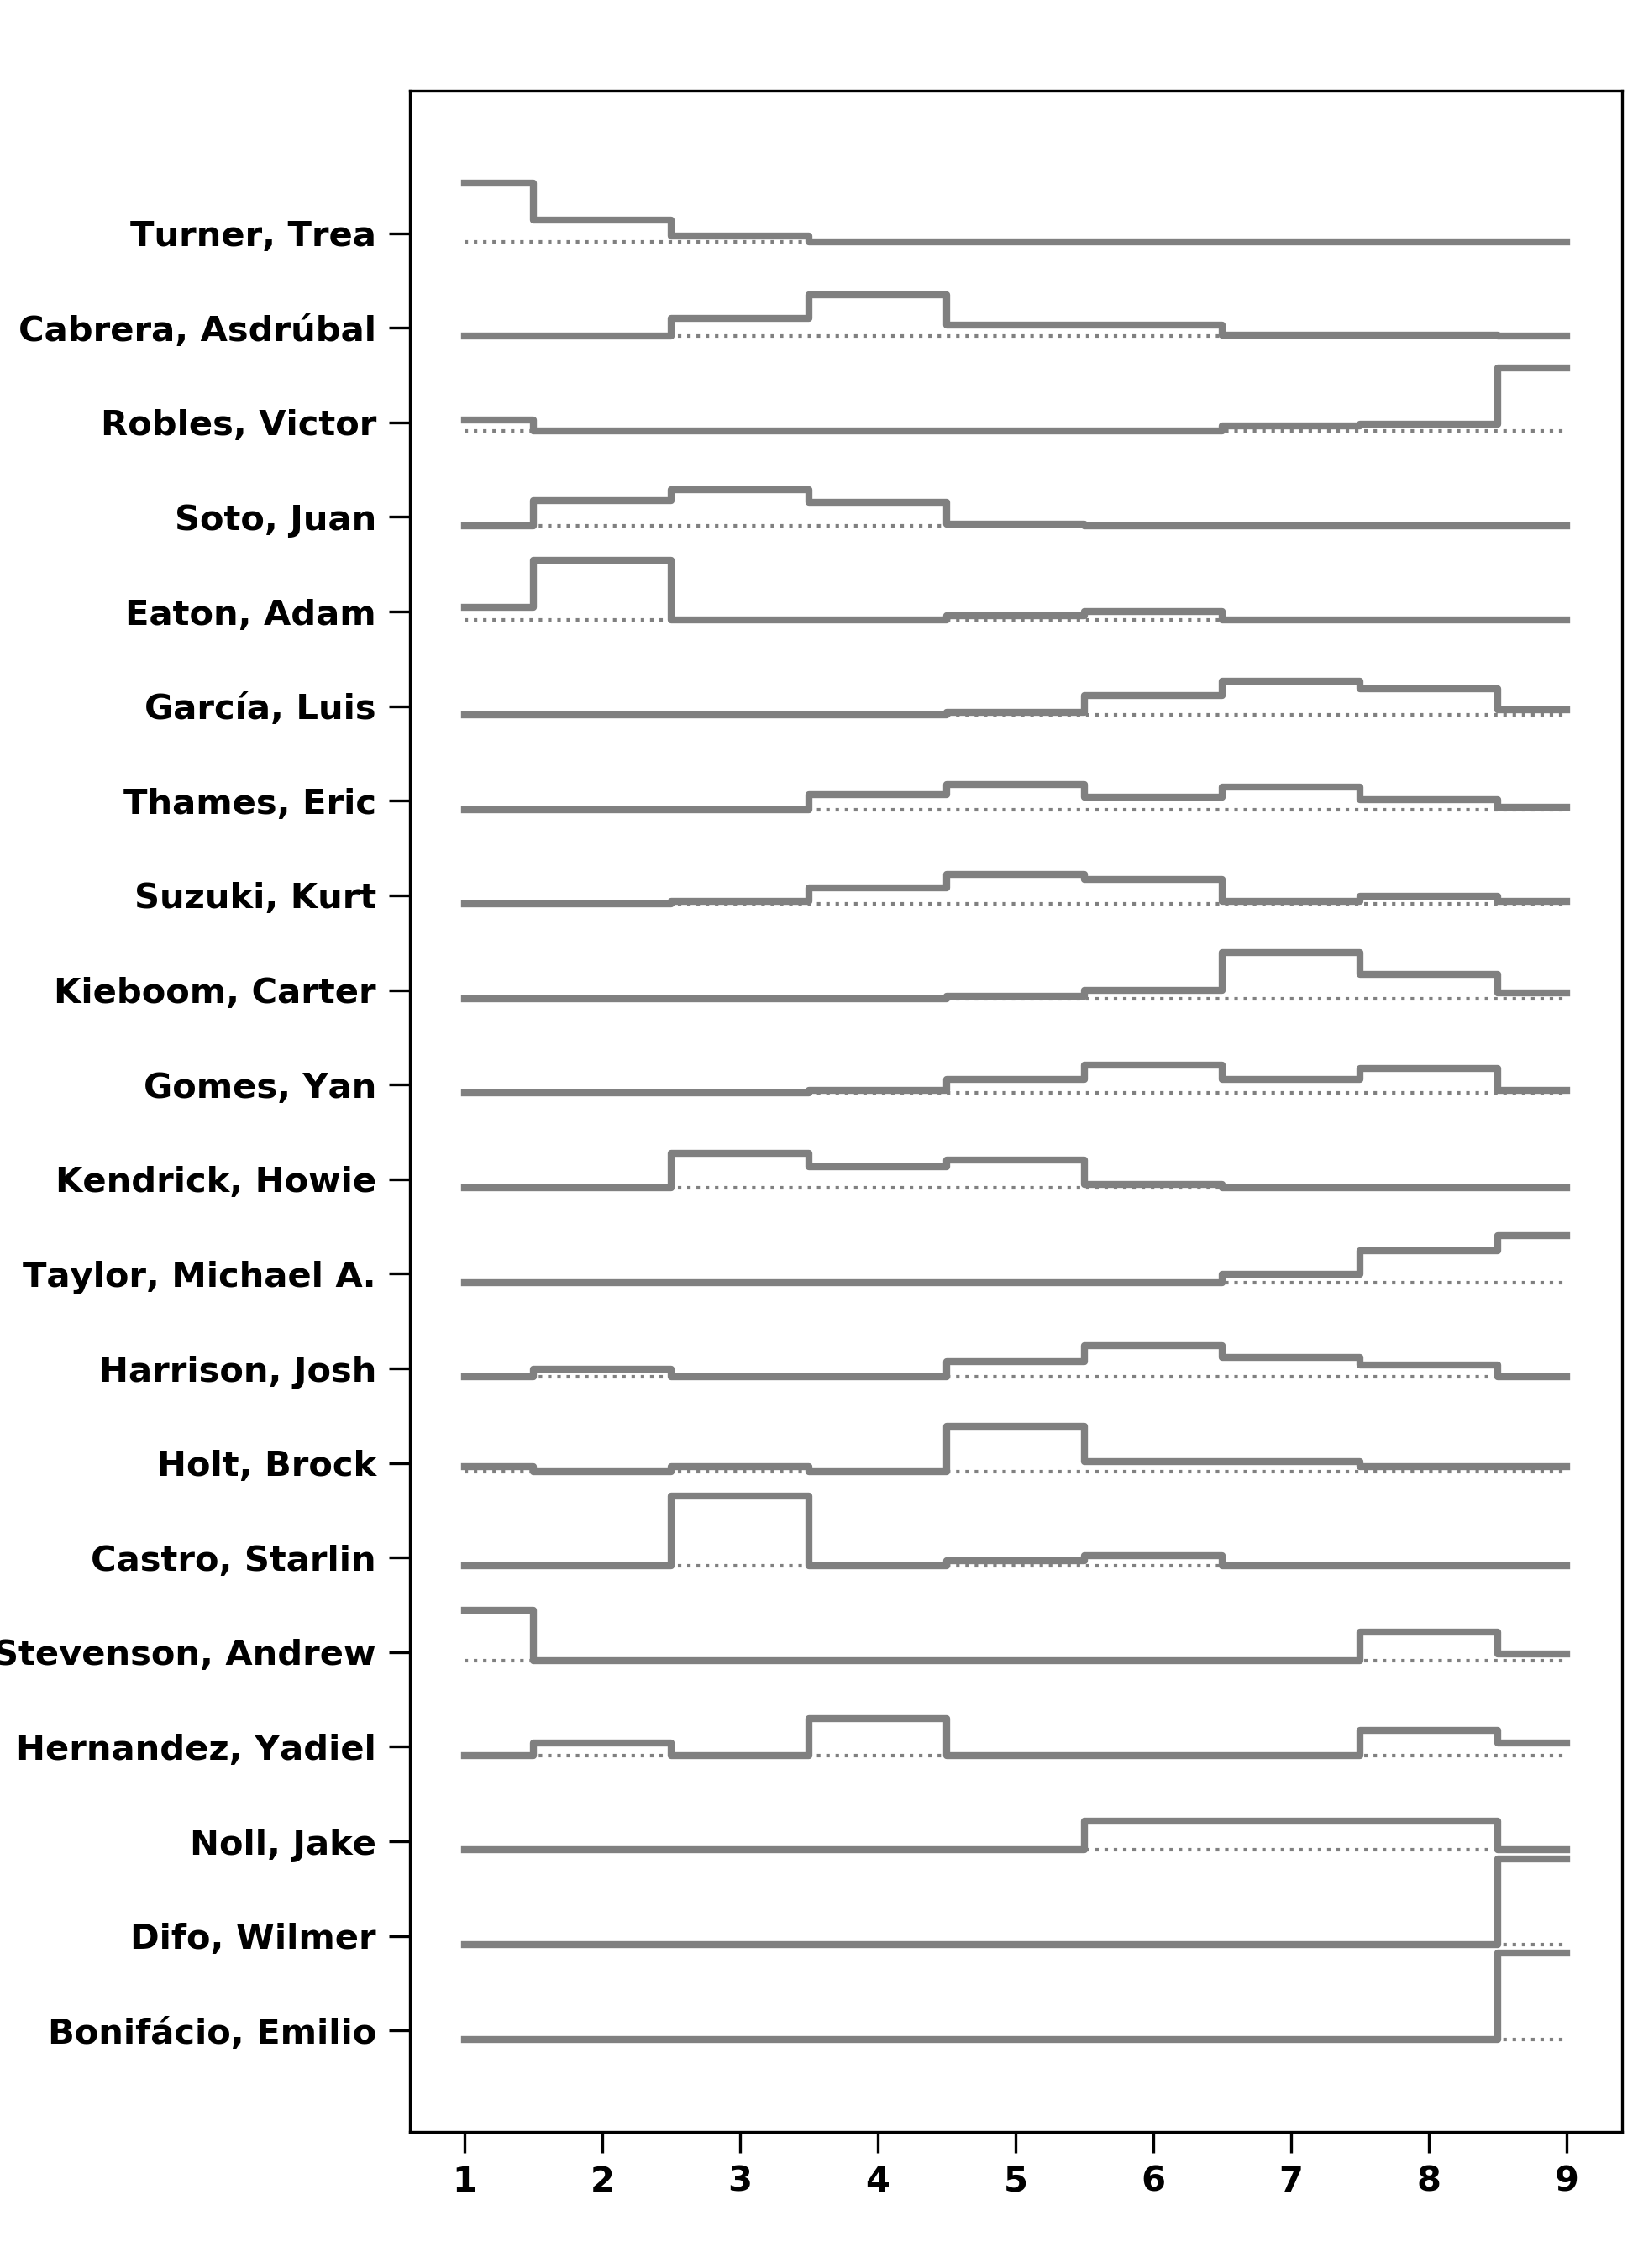 Turner, Trea
Cabrera, Asdrúbal
Robles, Victor
Soto, Juan
Eaton, Adam
García, Luis
Thames, Eric
Suzuki, Kurt
Kieboom, Carter
Gomes, Yan
Kendrick, Howie
Taylor, Michael A.
Harrison, Josh
Holt, Brock
Castro, Starlin
Stevenson, Andrew
Hernandez, Yadiel
Noll, Jake
Difo, Wilmer
Bonifácio, Emilio
1 2 3 4 5 6 7 8 9